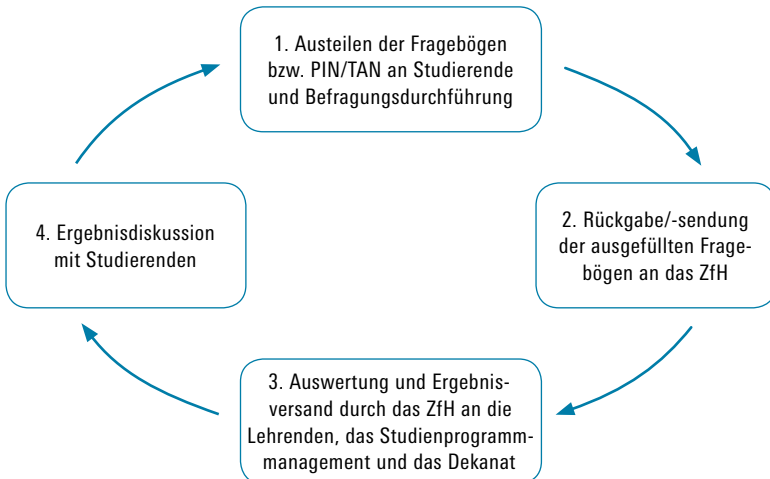 1. Austeilen der Fragebögen
bzw. PIN/TAN an Studierende
und Befragungsdurchführung
2. Rückgabe/-sendung
der ausgefüllten Frage-
bögen an das ZfH
3. Auswertung und Ergebnis-
versand durch das ZfH an die
Lehrenden, das Studienprogramm-
management und das Dekanat
4. Ergebnisdiskussion
mit Studierenden